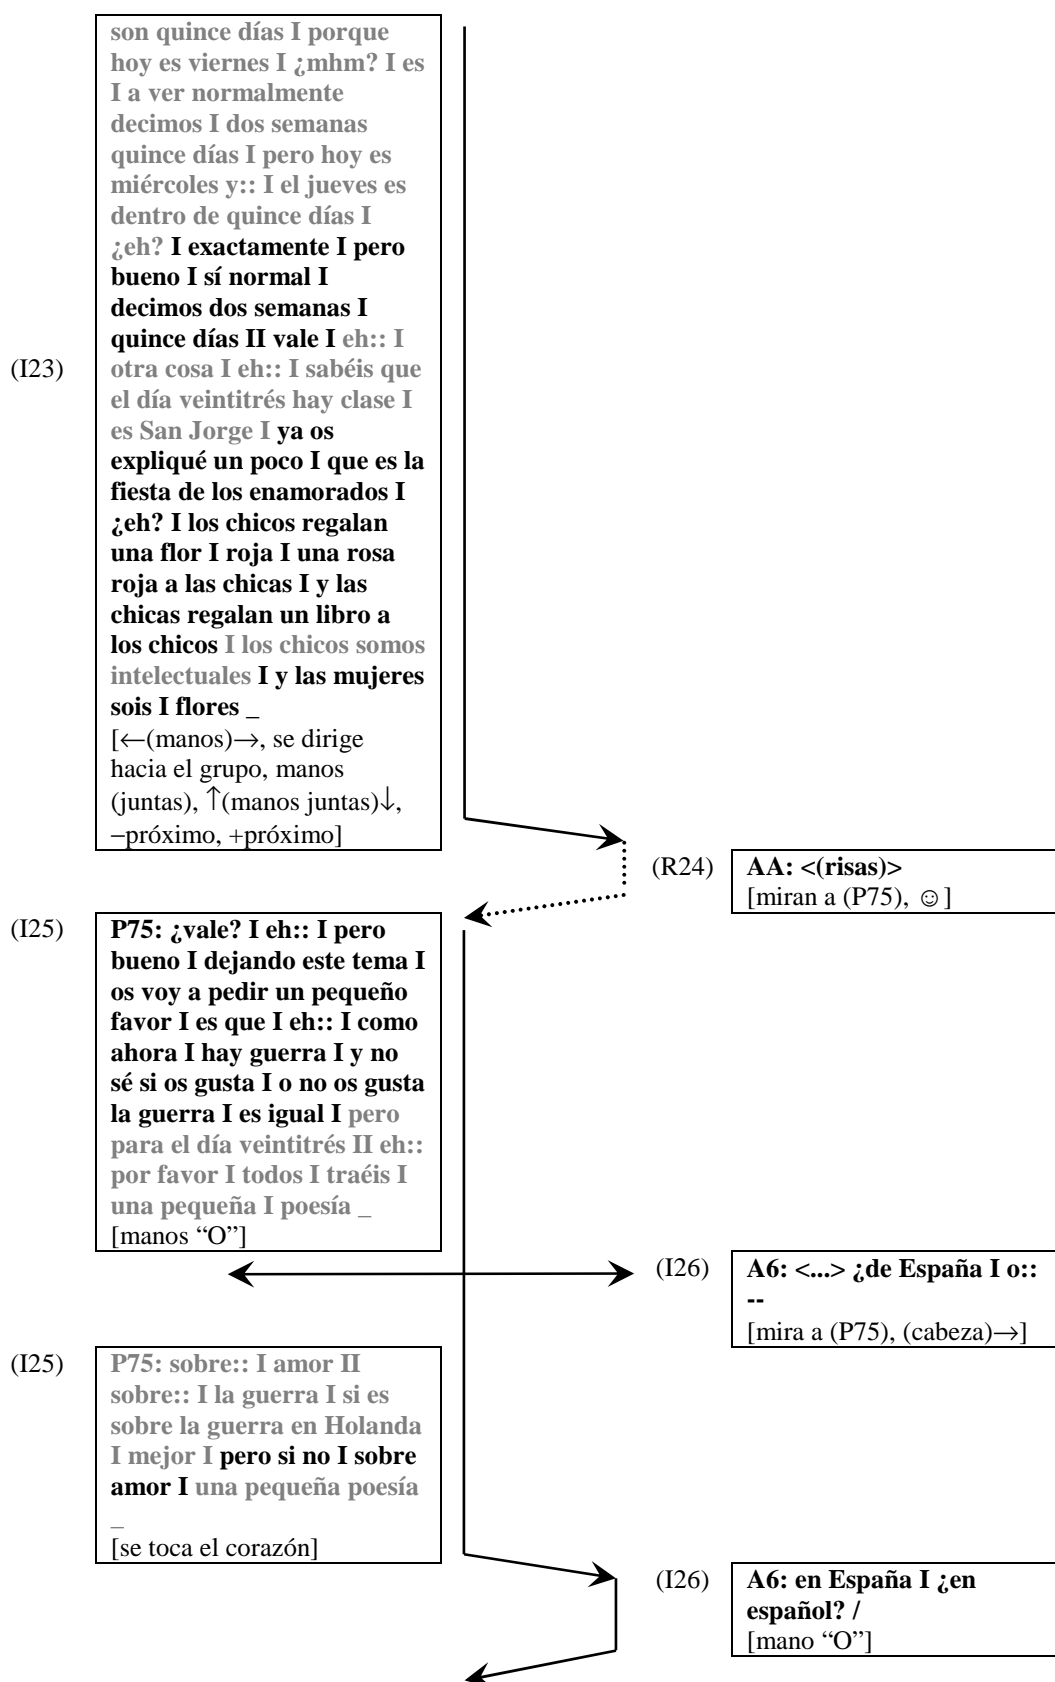 son quince días I porque
hoy es viernes I ¿mhm? I es
I a ver normalmente
decimos I dos semanas
quince días I pero hoy es
miércoles y:: I el jueves es
dentro de quince días I
¿eh? I exactamente I pero
bueno I sí normal I
decimos dos semanas I
quince días II vale I eh:: I
(I23)
otra cosa I eh:: I sabéis que
el día veintitrés hay clase I
es San Jorge I ya os
expliqué un poco I que es la
fiesta de los enamorados I
¿eh? I los chicos regalan
una flor I roja I una rosa
roja a las chicas I y las
chicas regalan un libro a
los chicos I los chicos somos
intelectuales I y las mujeres
sois I flores _
[←(manos)→, se dirige
hacia el grupo, manos
(juntas), ↑(manos juntas)↓,
−próximo, +próximo]
(R24)
AA: <(risas)>
[miran a (P75), ☺]
(I25)
P75: ¿vale? I eh:: I pero
bueno I dejando este tema I
os voy a pedir un pequeño
favor I es que I eh:: I como
ahora I hay guerra I y no
sé si os gusta I o no os gusta
la guerra I es igual I pero
para el día veintitrés II eh::
por favor I todos I traéis I
una pequeña I poesía _
[manos “O”]
(I26)
A6: <...> ¿de España I o::
--
[mira a (P75), (cabeza)→]
(I25)
P75: sobre:: I amor II
sobre:: I la guerra I si es
sobre la guerra en Holanda
I mejor I pero si no I sobre
amor I una pequeña poesía
_
[se toca el corazón]
(I26)
A6: en España I ¿en
español? /
[mano “O”]